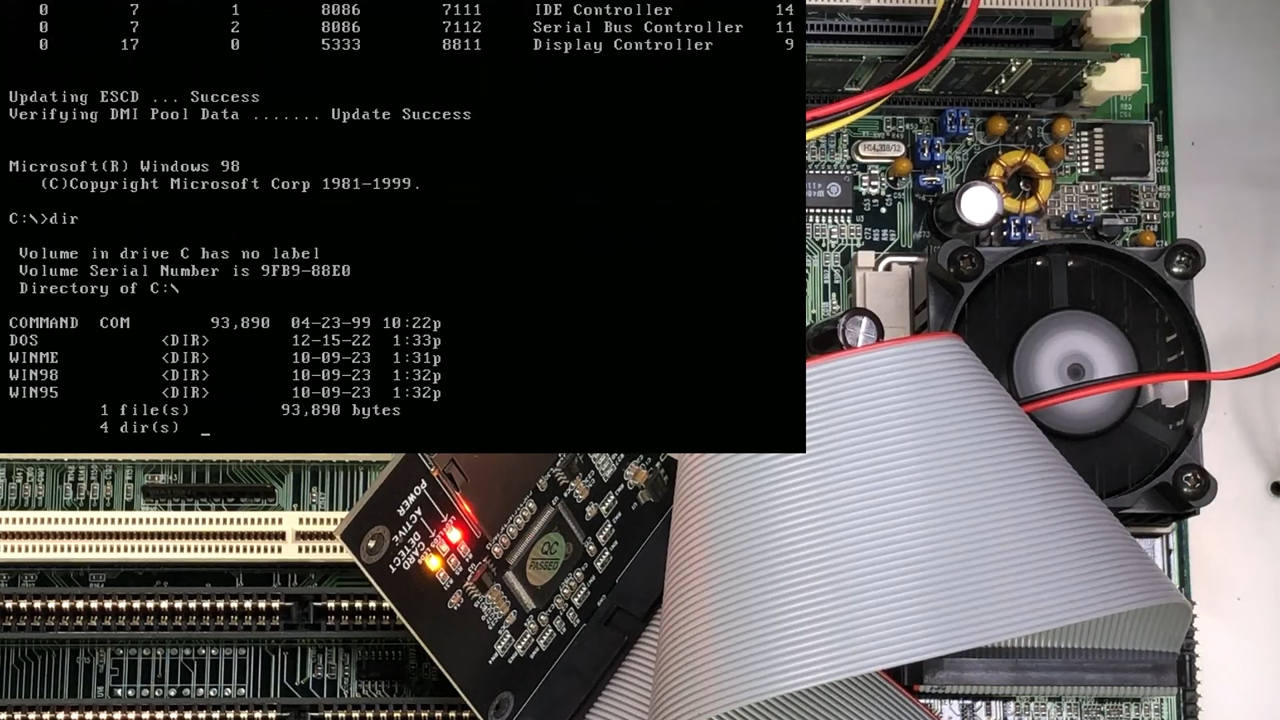 0 7 1 8086 7111 IDE Controller 14
0 7 2 8086 7112 Serial Bus Controller 11
0 17 0 5333 8811 Display Controller 9
Updating ESCD ... Success
Verifying DMI Pool Data ....... Update Success
Microsoft(R) Windows 98
(C)Copyright Microsoft Corp 1981-1999.
C:\>dir
Volume in drive C has no label
Volume Serial Number is 9FB9-88E0
Directory of C:\
COMMAND COM 93,890 04-23-99 10:22p
DOS <DIR> 12-15-22 1:33p
WINME <DIR> 10-09-23 1:31p
WIN98 <DIR> 10-09-23 1:32p
WIN95 <DIR> 10-09-23 1:32p
1 file(s) 93,890 bytes
4 dir(s) _
POWER
ACTIVE
CARD
DETECT
QC
PASSED